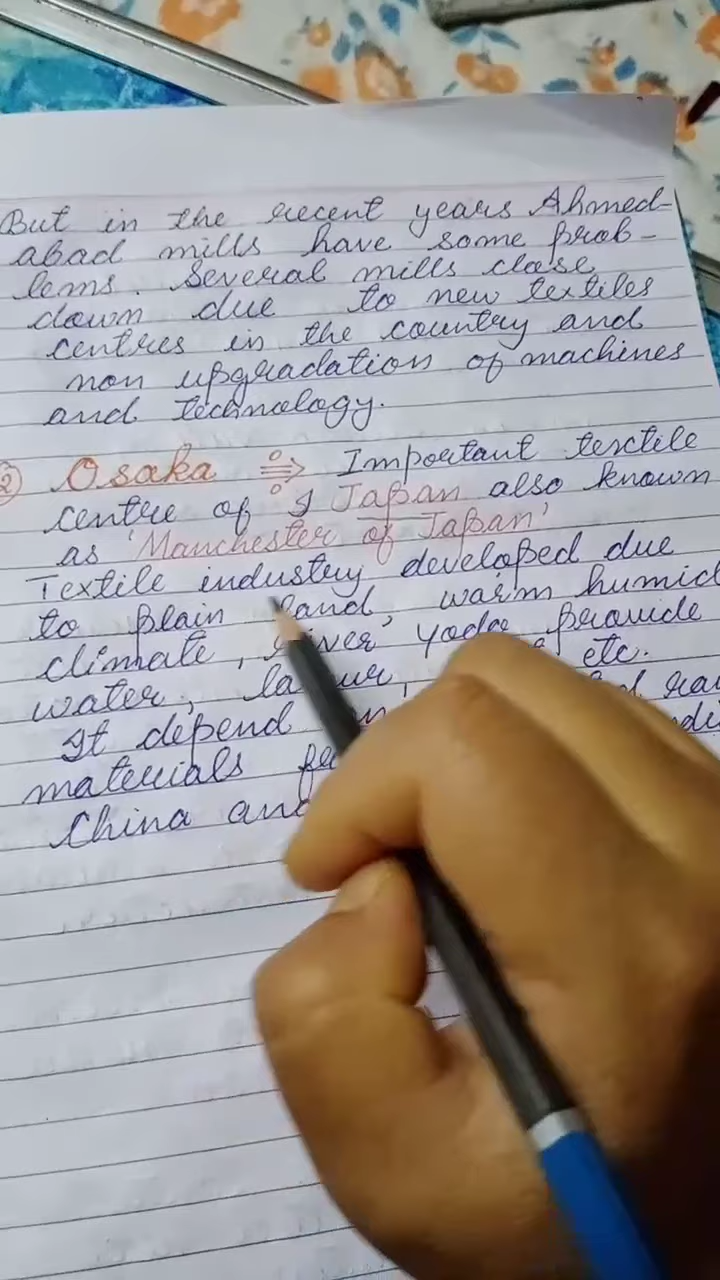 But in the recent years Ahmed-
abad mills have some prob-
lems. Several mills close
down due to new textiles
centres in the country and
non upgradation of machines
and technology.
2 Osaka ⇒ Important textile
centre of Japan also known
as 'Manchester of Japan'
Textile industry developed due
to plain land, warm humid
climate, river Yodo provide
water, etc.
It depend
materials
China and